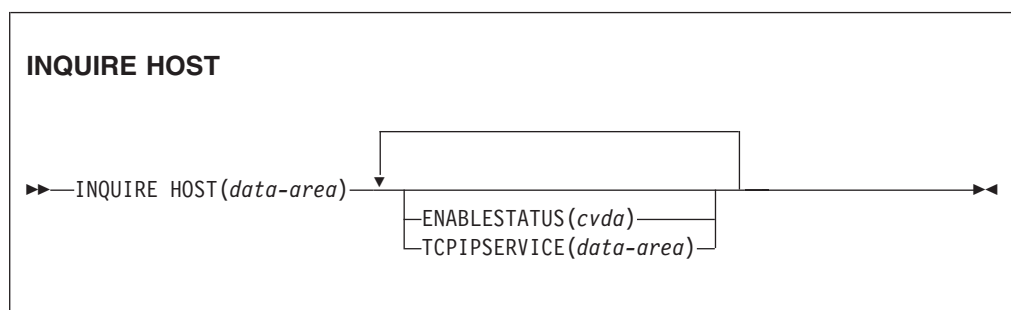 INQUIRE HOST
INQUIRE HOST(data-area)
ENABLESTATUS(cvda)
TCPIPSERVICE(data-area)